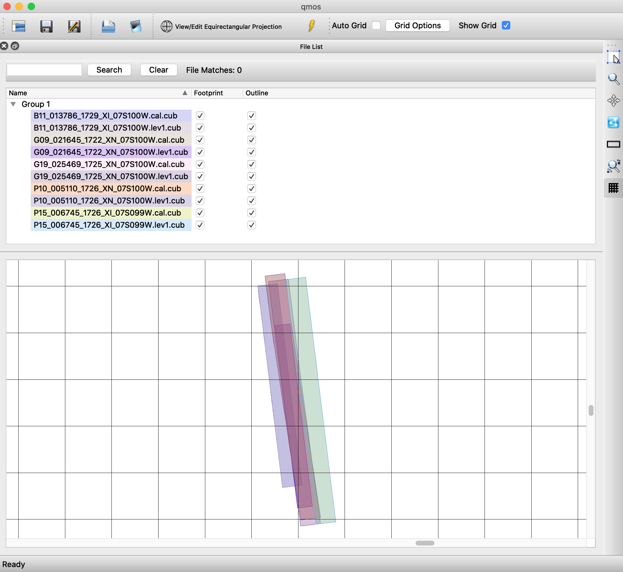 qmos
View/Edit Equirectangular Projection Auto Grid Grid Options Show Grid
File List
Search Clear File Matches: 0
Name Footprint Outline
Group 1
B11_013786_1729_XI_07S100W.cal.cub
B11_013786_1729_XI_07S100W.lev1.cub
G09_021645_1722_XN_07S100W.cal.cub
G09_021645_1722_XN_07S100W.lev1.cub
G19_025469_1725_XN_07S100W.cal.cub
G19_025469_1725_XN_07S100W.lev1.cub
P10_005110_1726_XN_07S100W.cal.cub
P10_005110_1726_XN_07S100W.lev1.cub
P15_006745_1726_XI_07S099W.cal.cub
P15_006745_1726_XI_07S099W.lev1.cub
Ready